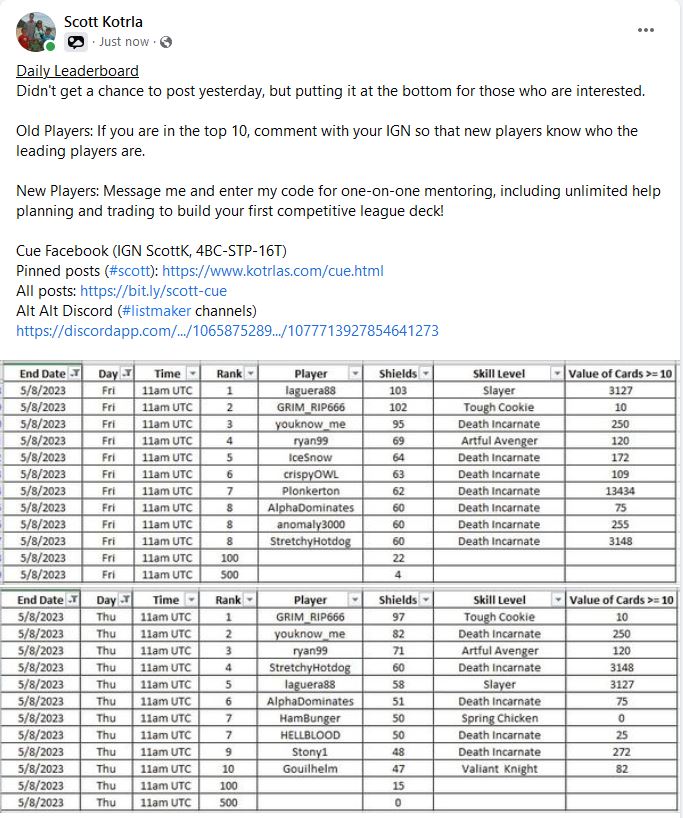 Scott Kotrla
· Just now ·
Daily Leaderboard
Didn't get a chance to post yesterday, but putting it at the bottom for those who are interested.
Old Players: If you are in the top 10, comment with your IGN so that new players know who the
leading players are.
New Players: Message me and enter my code for one-on-one mentoring, including unlimited help
planning and trading to build your first competitive league deck!
Cue Facebook (IGN ScottK, 4BC-STP-16T)
Pinned posts (#scott): https://www.kotrlas.com/cue.html
All posts: https://bit.ly/scott-cue
Alt Alt Discord (#listmaker channels)
https://discordapp.com/.../1065875289.../1077713927854641273
End Date Day Time Rank Player Shields Skill Level Value of Cards >= 10
5/8/2023 Fri 11am UTC 1 laguera88 103 Slayer 3127
5/8/2023 Fri 11am UTC 2 GRIM_RIP666 102 Tough Cookie 10
5/8/2023 Fri 11am UTC 3 youknow_me 95 Death Incarnate 250
5/8/2023 Fri 11am UTC 4 ryan99 69 Artful Avenger 120
5/8/2023 Fri 11am UTC 5 IceSnow 64 Death Incarnate 172
5/8/2023 Fri 11am UTC 6 crispyOWL 63 Death Incarnate 109
5/8/2023 Fri 11am UTC 7 Plonkerton 62 Death Incarnate 13434
5/8/2023 Fri 11am UTC 8 AlphaDominates 60 Death Incarnate 75
5/8/2023 Fri 11am UTC 8 anomaly3000 60 Death Incarnate 255
5/8/2023 Fri 11am UTC 8 StretchyHotdog 60 Death Incarnate 3148
5/8/2023 Fri 11am UTC 100 22
5/8/2023 Fri 11am UTC 500 4
End Date Day Time Rank Player Shields Skill Level Value of Cards >= 10
5/8/2023 Thu 11am UTC 1 GRIM_RIP666 97 Tough Cookie 10
5/8/2023 Thu 11am UTC 2 youknow_me 82 Death Incarnate 250
5/8/2023 Thu 11am UTC 3 ryan99 71 Artful Avenger 120
5/8/2023 Thu 11am UTC 4 StretchyHotdog 60 Death Incarnate 3148
5/8/2023 Thu 11am UTC 5 laguera88 58 Slayer 3127
5/8/2023 Thu 11am UTC 6 AlphaDominates 51 Death Incarnate 75
5/8/2023 Thu 11am UTC 7 HamBunger 50 Spring Chicken 0
5/8/2023 Thu 11am UTC 7 HELLBLOOD 50 Death Incarnate 25
5/8/2023 Thu 11am UTC 9 Stony1 48 Death Incarnate 272
5/8/2023 Thu 11am UTC 10 Gouilhelm 47 Valiant Knight 82
5/8/2023 Thu 11am UTC 100 15
5/8/2023 Thu 11am UTC 500 0